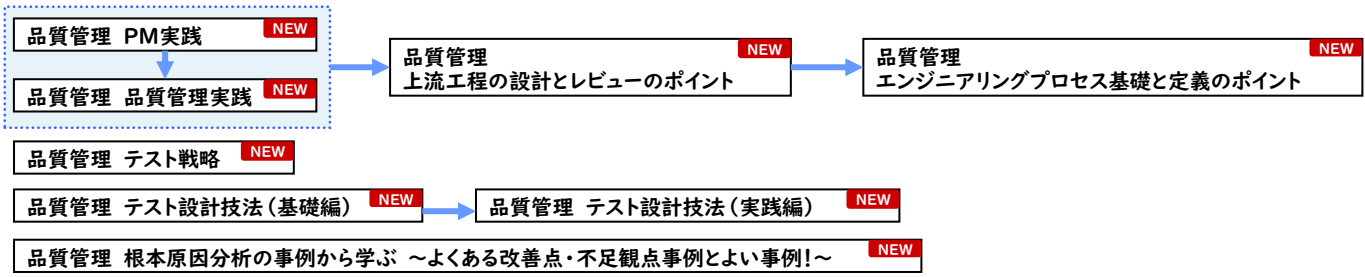 品質管理 PM実践 NEW
品質管理 品質管理実践 NEW
品質管理 NEW
上流工程の設計とレビューのポイント
品質管理 NEW
エンジニアリングプロセス基礎と定義のポイント
品質管理 テスト戦略 NEW
品質管理 テスト設計技法（基礎編） NEW
品質管理 テスト設計技法（実践編） NEW
品質管理 根本原因分析の事例から学ぶ ～よくある改善点・不足観点事例とよい事例！～ NEW